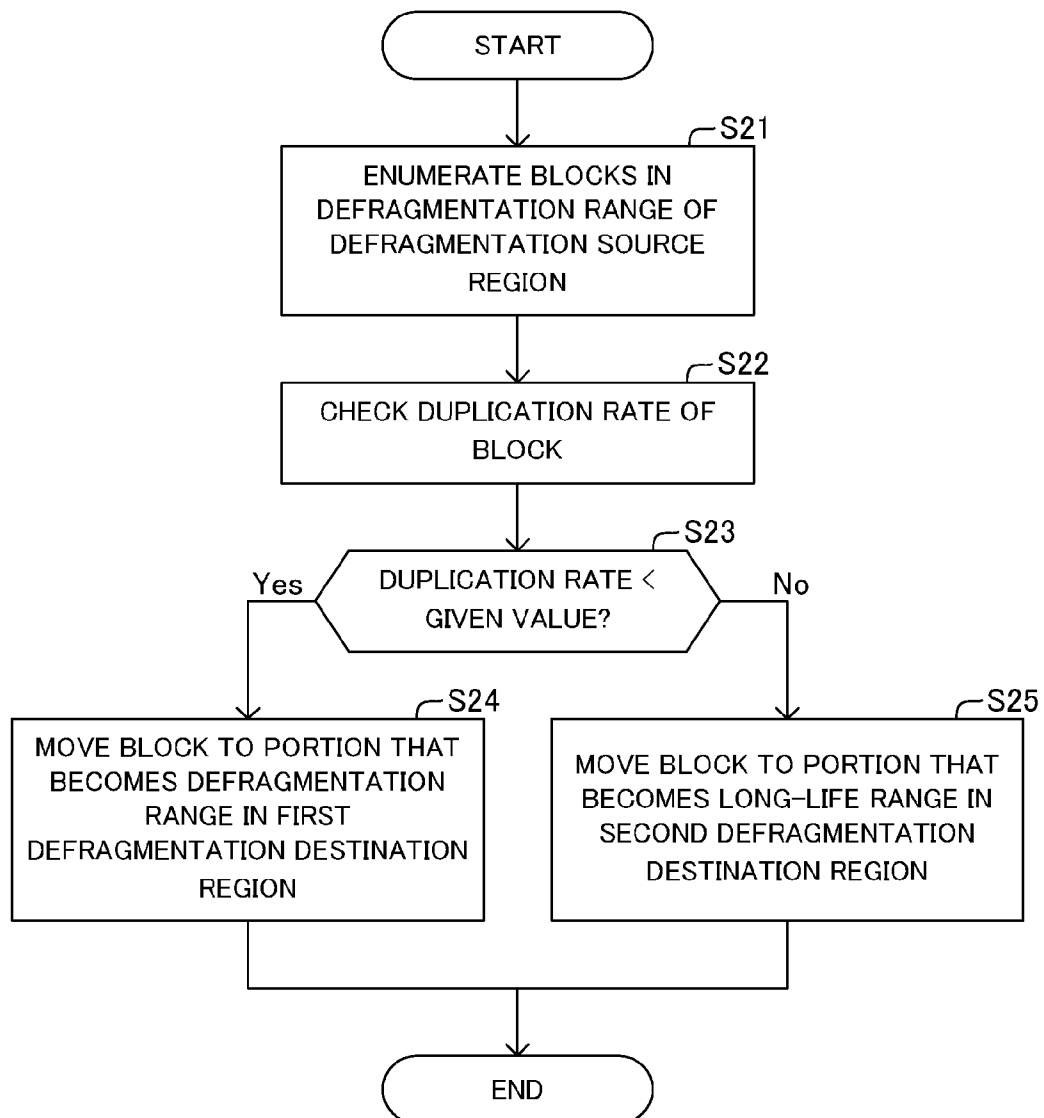 START
S21
ENUMERATE BLOCKS IN
DEFRAGMENTATION RANGE OF
DEFRAGMENTATION SOURCE
REGION
S22
CHECK DUPLICATION RATE OF
BLOCK
S23
DUPLICATION RATE <
GIVEN VALUE?
Yes
No
S24
MOVE BLOCK TO PORTION THAT
BECOMES DEFRAGMENTATION
RANGE IN FIRST
DEFRAGMENTATION DESTINATION
REGION
S25
MOVE BLOCK TO PORTION THAT
BECOMES LONG-LIFE RANGE IN
SECOND DEFRAGMENTATION
DESTINATION REGION
END